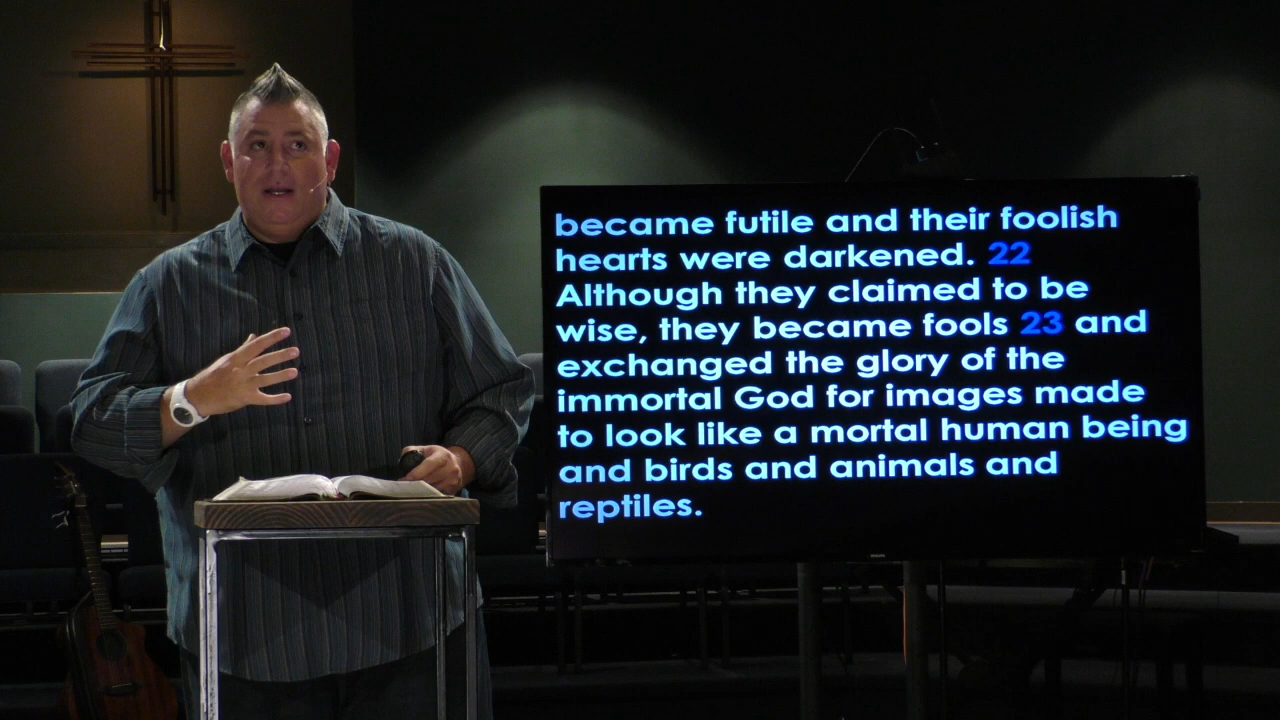 became futile and their foolish
hearts were darkened. 22
Although they claimed to be
wise, they became fools 23 and
exchanged the glory of the
immortal God for images made
to look like a mortal human being
and birds and animals and
reptiles.